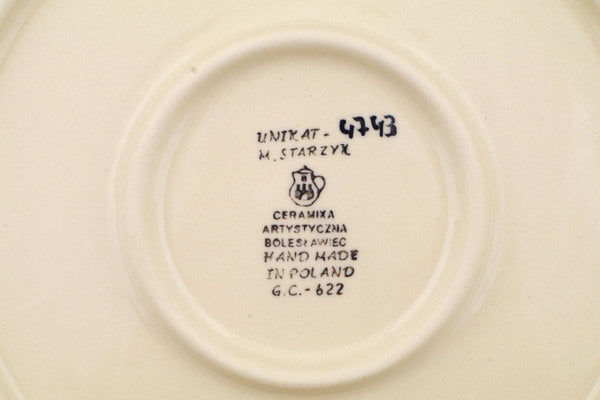 UNIKAT - 4743
M. STARZYK
B
CERAMIKA
ARTYSTYCZNA
BOLESŁAWIEC
HAND MADE
IN POLAND
G.C.-622